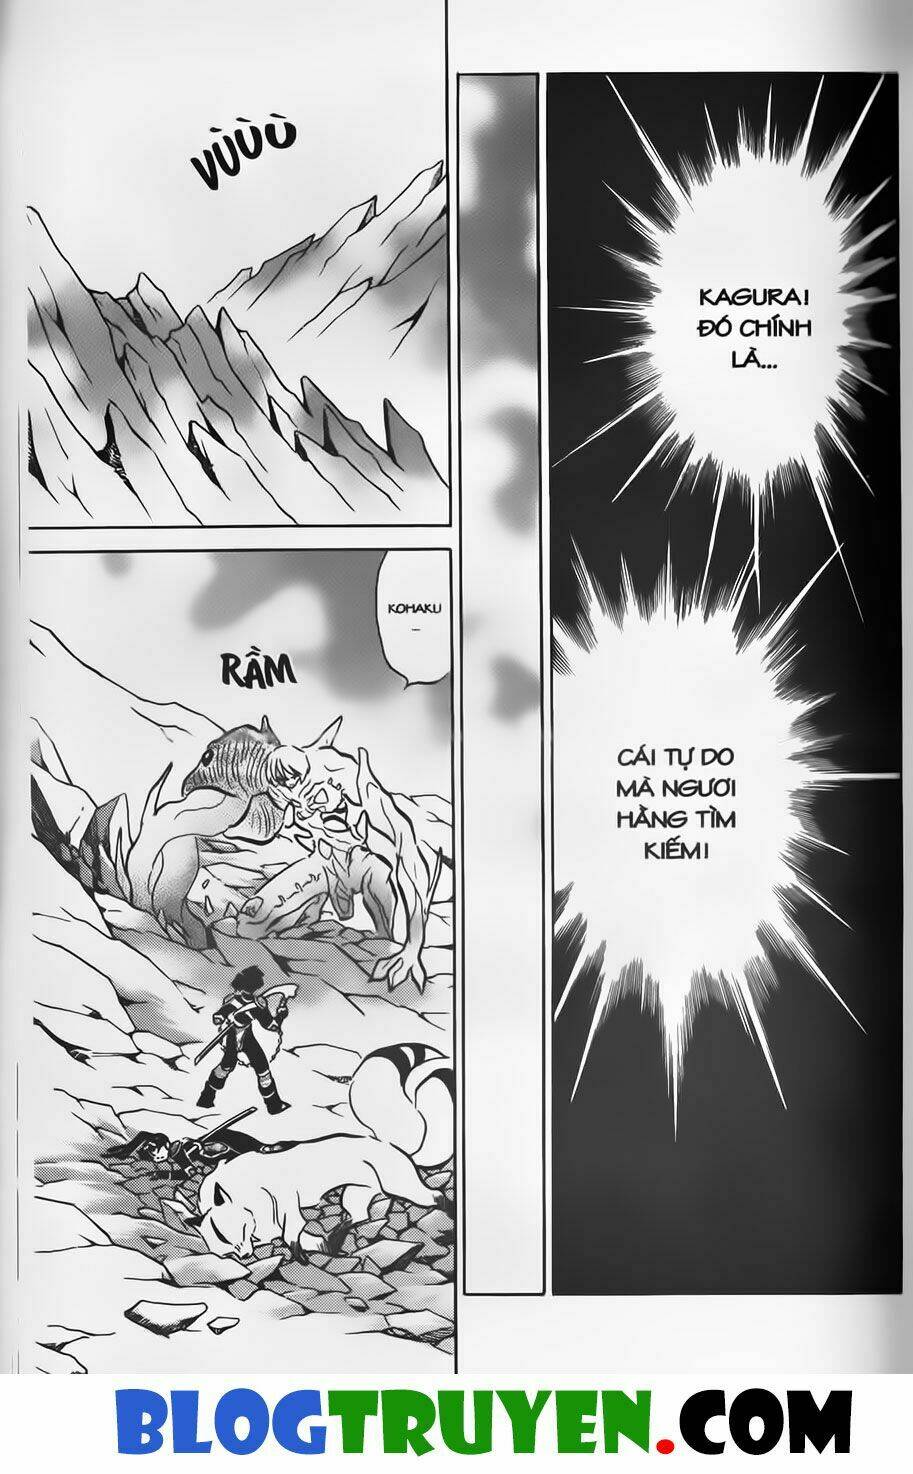 KAGURA!
ĐÓ CHÍNH
LÀ...
CÁI TỰ DO
MÀ NGƯƠI
HẰNG TÌM
KIẾM!
VÙÙÙ
KOHAKU
...
RẦM
BLOGTRUYEN.COM